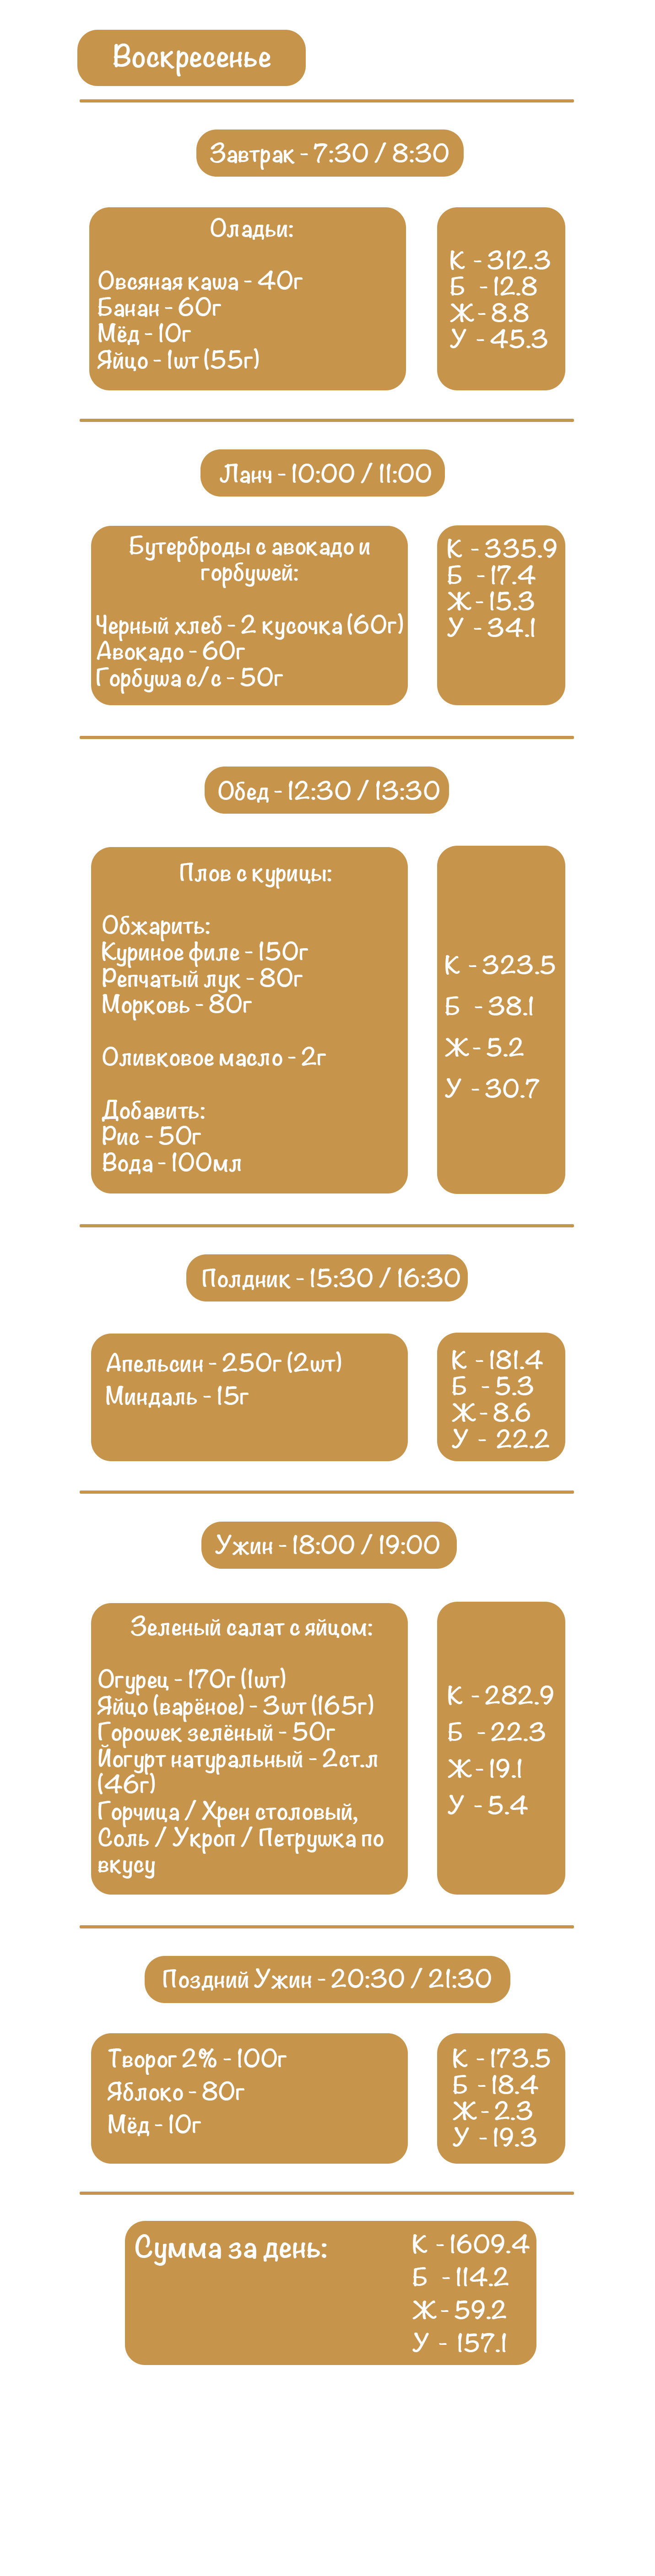 Воскресенье
Завтрак - 7:30 / 8:30
Оладьи:
Овсяная каша - 40г
Банан - 60г
Мёд - 10г
Яйцо - 1шт (55г)
К - 312.3
Б - 12.8
Ж - 8.8
У - 45.3
Ланч - 10:00 / 11:00
Бутерброды с авокадо и
горбушей:
Черный хлеб - 2 кусочка (60г)
Авокадо - 60г
Горбуша с/с - 50г
К - 335.9
Б - 17.4
Ж - 15.3
У - 34.1
Обед - 12:30 / 13:30
Плов с курицы:
Обжарить:
Куриное филе - 150г
Репчатый лук - 80г
Морковь - 80г
Оливковое масло - 2г
Добавить:
Рис - 50г
Вода - 100мл
К - 323.5
Б - 38.1
Ж - 5.2
У - 30.7
Полдник - 15:30 / 16:30
Апельсин - 250г (2шт)
Миндаль - 15г
К - 181.4
Б - 5.3
Ж - 8.6
У - 22.2
Ужин - 18:00 / 19:00
Зеленый салат с яйцом:
Огурец - 170г (1шт)
Яйцо (варёное) - 3шт (165г)
Горошек зелёный - 50г
Йогурт натуральный - 2ст.л
(46г)
Горчица / Хрен столовый,
Соль / Укроп / Петрушка по
вкусу
К - 282.9
Б - 22.3
Ж - 19.1
У - 5.4
Поздний Ужин - 20:30 / 21:30
Творог 2% - 100г
Яблоко - 80г
Мёд - 10г
К - 173.5
Б - 18.4
Ж - 2.3
У - 19.3
Сумма за день:
К - 1609.4
Б - 114.2
Ж - 59.2
У - 157.1